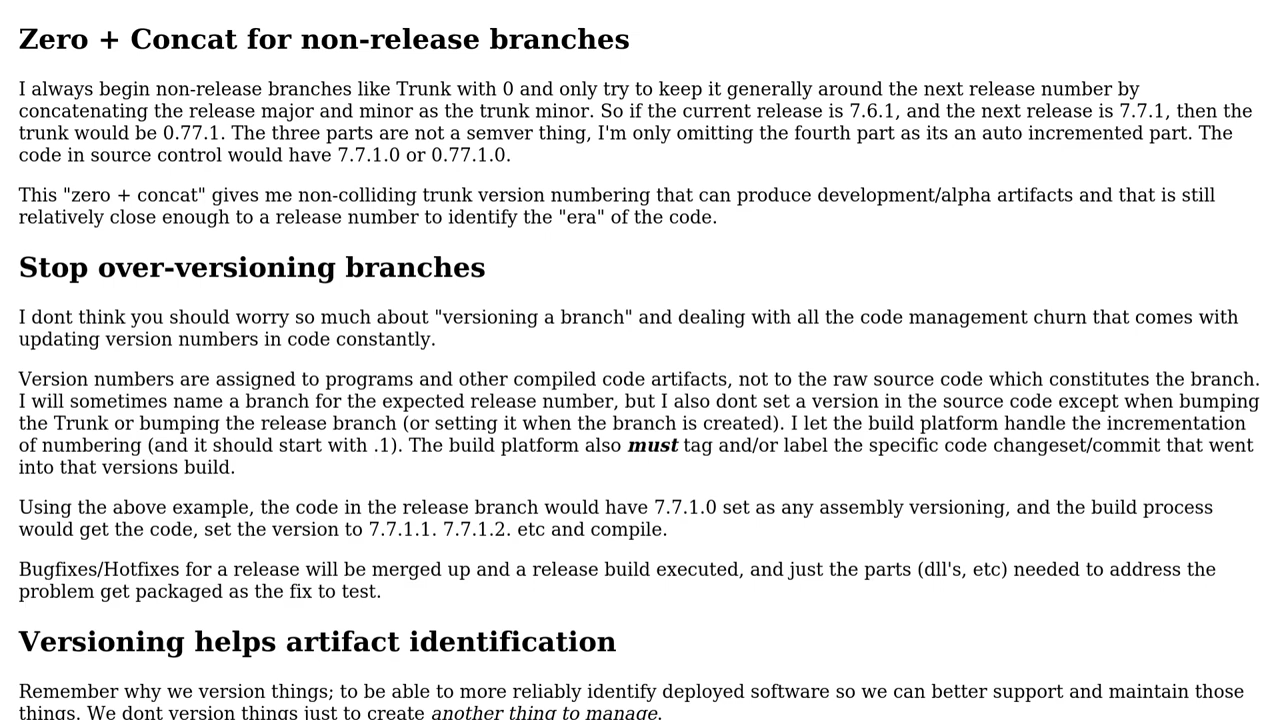 Zero + Concat for non-release branches
I always begin non-release branches like Trunk with 0 and only try to keep it generally around the next release number by
concatenating the release major and minor as the trunk minor. So if the current release is 7.6.1, and the next release is 7.7.1, then the
trunk would be 0.77.1. The three parts are not a semver thing, I'm only omitting the fourth part as its an auto incremented part. The
code in source control would have 7.7.1.0 or 0.77.1.0.
This "zero + concat" gives me non-colliding trunk version numbering that can produce development/alpha artifacts and that is still
relatively close enough to a release number to identify the "era" of the code.
Stop over-versioning branches
I dont think you should worry so much about "versioning a branch" and dealing with all the code management churn that comes with
updating version numbers in code constantly.
Version numbers are assigned to programs and other compiled code artifacts, not to the raw source code which constitutes the branch.
I will sometimes name a branch for the expected release number, but I also dont set a version in the source code except when bumping
the Trunk or bumping the release branch (or setting it when the branch is created). I let the build platform handle the incrementation
of numbering (and it should start with .1). The build platform also must tag and/or label the specific code changeset/commit that went
into that versions build.
Using the above example, the code in the release branch would have 7.7.1.0 set as any assembly versioning, and the build process
would get the code, set the version to 7.7.1.1. 7.7.1.2. etc and compile.
Bugfixes/Hotfixes for a release will be merged up and a release build executed, and just the parts (dll's, etc) needed to address the
problem get packaged as the fix to test.
Versioning helps artifact identification
Remember why we version things; to be able to more reliably identify deployed software so we can better support and maintain those
things. We dont version things just to create another thing to manage.